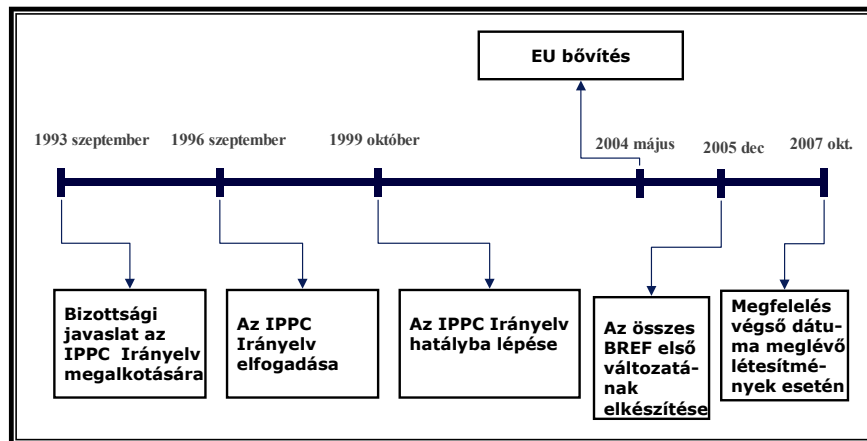 EU bővítés
1993 szeptember
1996 szeptember
1999 október
2004 május
2005 dec
2007 okt.
Bizottsági
javaslat az
IPPC Irányelv
megalkotására
Az IPPC
Irányelv
elfogadása
Az IPPC Irányelv
hatályba lépése
Az összes
BREF első
változatá-
nak
elkészítése
Megfelelés
végső dátu-
ma meglévő
létesítmé-
nyek esetén